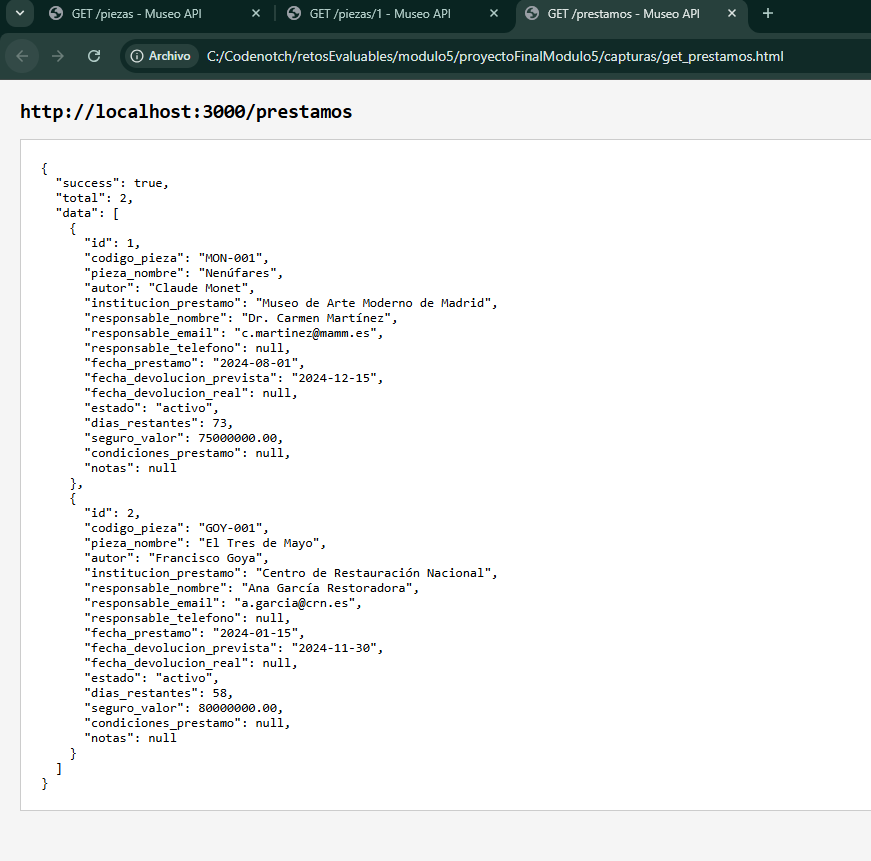 GET /piezas - Museo API
GET /piezas/1 - Museo API
GET /prestamos - Museo API
Archivo C:/Codenotch/retosEvaluables/modulo5/proyectoFinalModulo5/capturas/get_prestamos.html
http://localhost:3000/prestamos
{
  "success": true,
  "total": 2,
  "data": [
    {
      "id": 1,
      "codigo_pieza": "MON-001",
      "pieza_nombre": "Nenúfares",
      "autor": "Claude Monet",
      "institucion_prestamo": "Museo de Arte Moderno de Madrid",
      "responsable_nombre": "Dr. Carmen Martínez",
      "responsable_email": "c.martinez@mamm.es",
      "responsable_telefono": null,
      "fecha_prestamo": "2024-08-01",
      "fecha_devolucion_prevista": "2024-12-15",
      "fecha_devolucion_real": null,
      "estado": "activo",
      "dias_restantes": 73,
      "seguro_valor": 75000000.00,
      "condiciones_prestamo": null,
      "notas": null
    },
    {
      "id": 2,
      "codigo_pieza": "GOY-001",
      "pieza_nombre": "El Tres de Mayo",
      "autor": "Francisco Goya",
      "institucion_prestamo": "Centro de Restauración Nacional",
      "responsable_nombre": "Ana García Restoradora",
      "responsable_email": "a.garcia@crn.es",
      "responsable_telefono": null,
      "fecha_prestamo": "2024-01-15",
      "fecha_devolucion_prevista": "2024-11-30",
      "fecha_devolucion_real": null,
      "estado": "activo",
      "dias_restantes": 58,
      "seguro_valor": 80000000.00,
      "condiciones_prestamo": null,
      "notas": null
    }
  ]
}